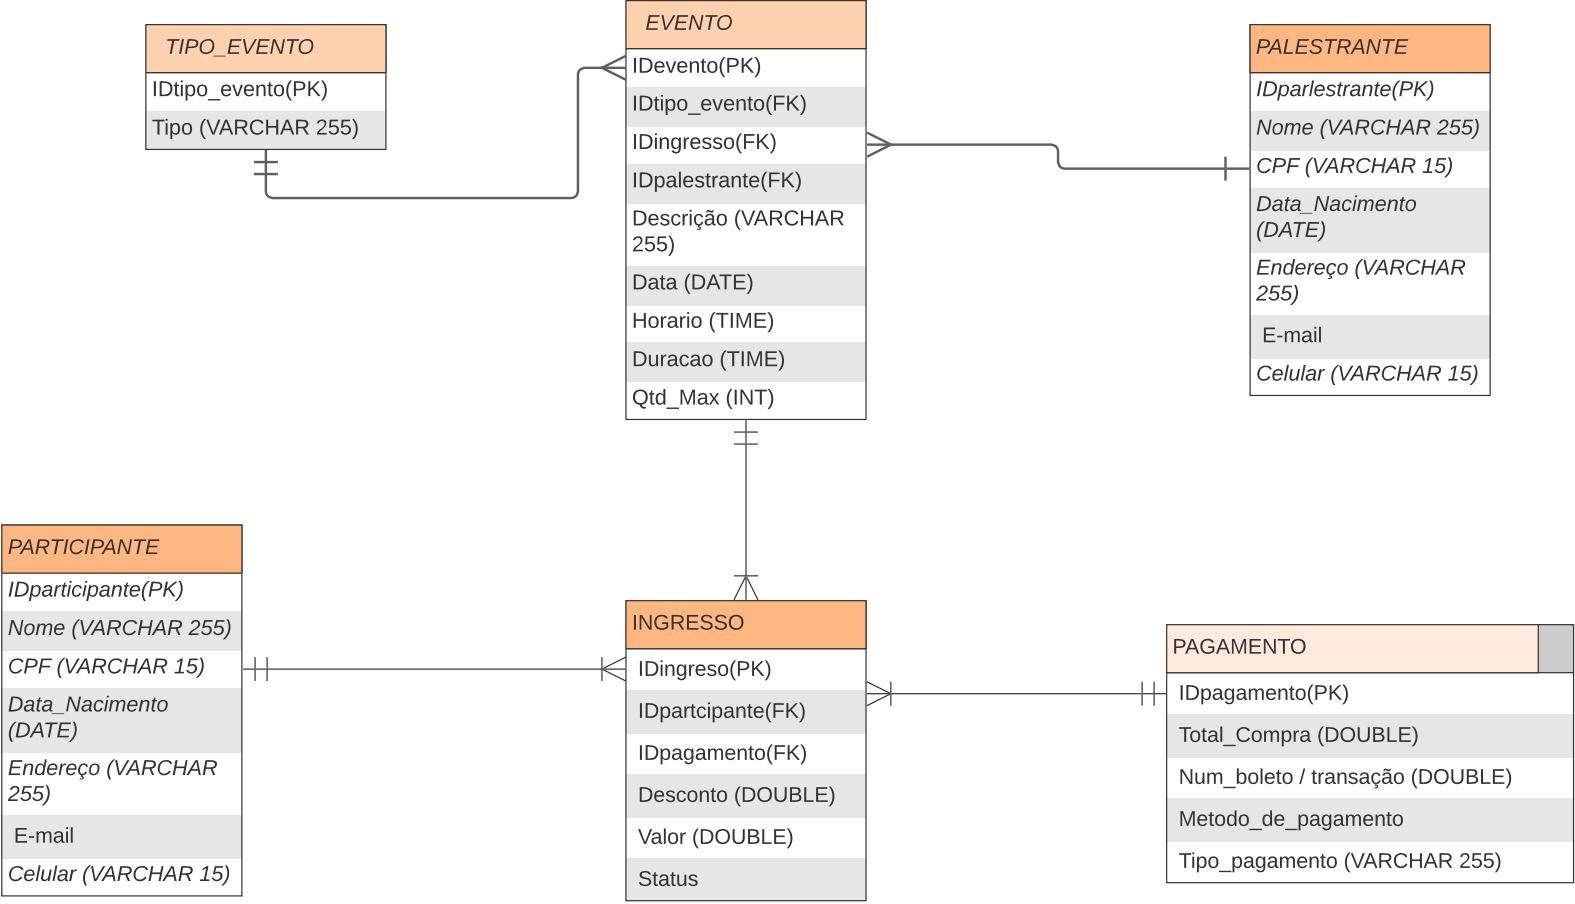 TIPO_EVENTO
IDtipo_evento(PK)
Tipo (VARCHAR 255)
EVENTO
IDevento(PK)
IDtipo_evento(FK)
IDingresso(FK)
IDpalestrante(FK)
Descrição (VARCHAR
255)
Data (DATE)
Horario (TIME)
Duracao (TIME)
Qtd_Max (INT)
PALESTRANTE
IDparlestrante(PK)
Nome (VARCHAR 255)
CPF (VARCHAR 15)
Data_Nacimento
(DATE)
Endereço (VARCHAR
255)
E-mail
Celular (VARCHAR 15)
PARTICIPANTE
IDparticipante(PK)
Nome (VARCHAR 255)
CPF (VARCHAR 15)
Data_Nacimento
(DATE)
Endereço (VARCHAR
255)
E-mail
Celular (VARCHAR 15)
INGRESSO
IDingreso(PK)
IDpartcipante(FK)
IDpagamento(FK)
Desconto (DOUBLE)
Valor (DOUBLE)
Status
PAGAMENTO
IDpagamento(PK)
Total_Compra (DOUBLE)
Num_boleto / transação (DOUBLE)
Metodo_de_pagamento
Tipo_pagamento (VARCHAR 255)